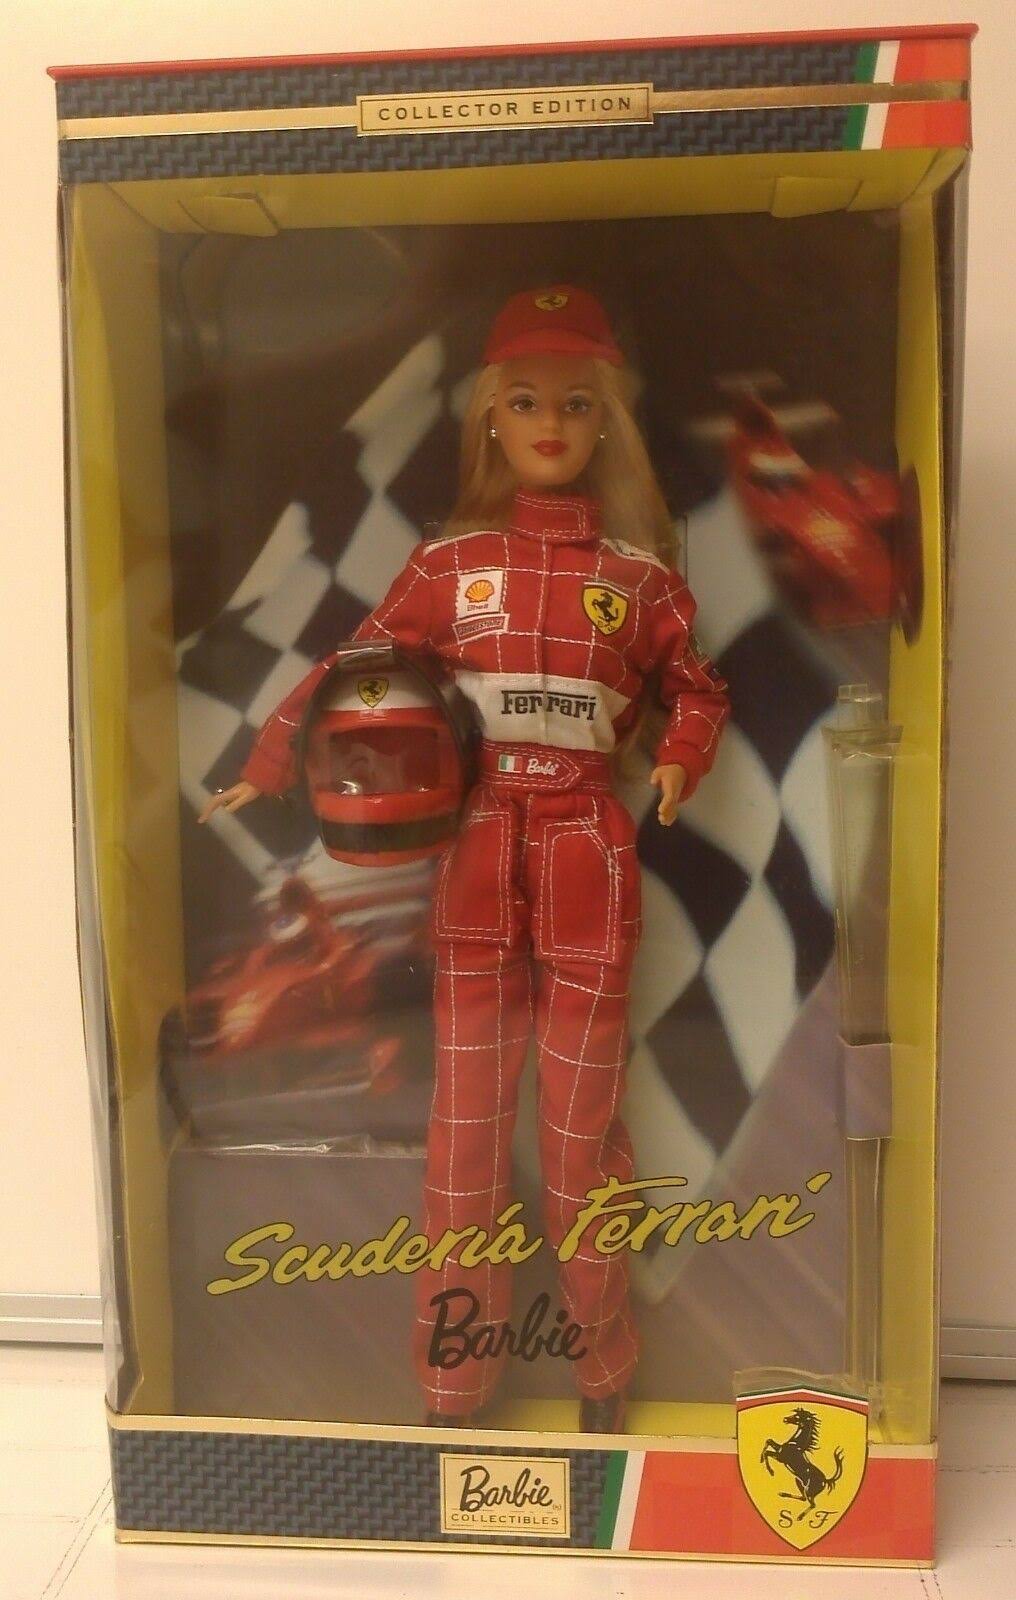 COLLECTOR EDITION
Shell
Ferrari
Barbie
Scuderia Ferrari
Barbie
Barbie
COLLECTIBLES
S F